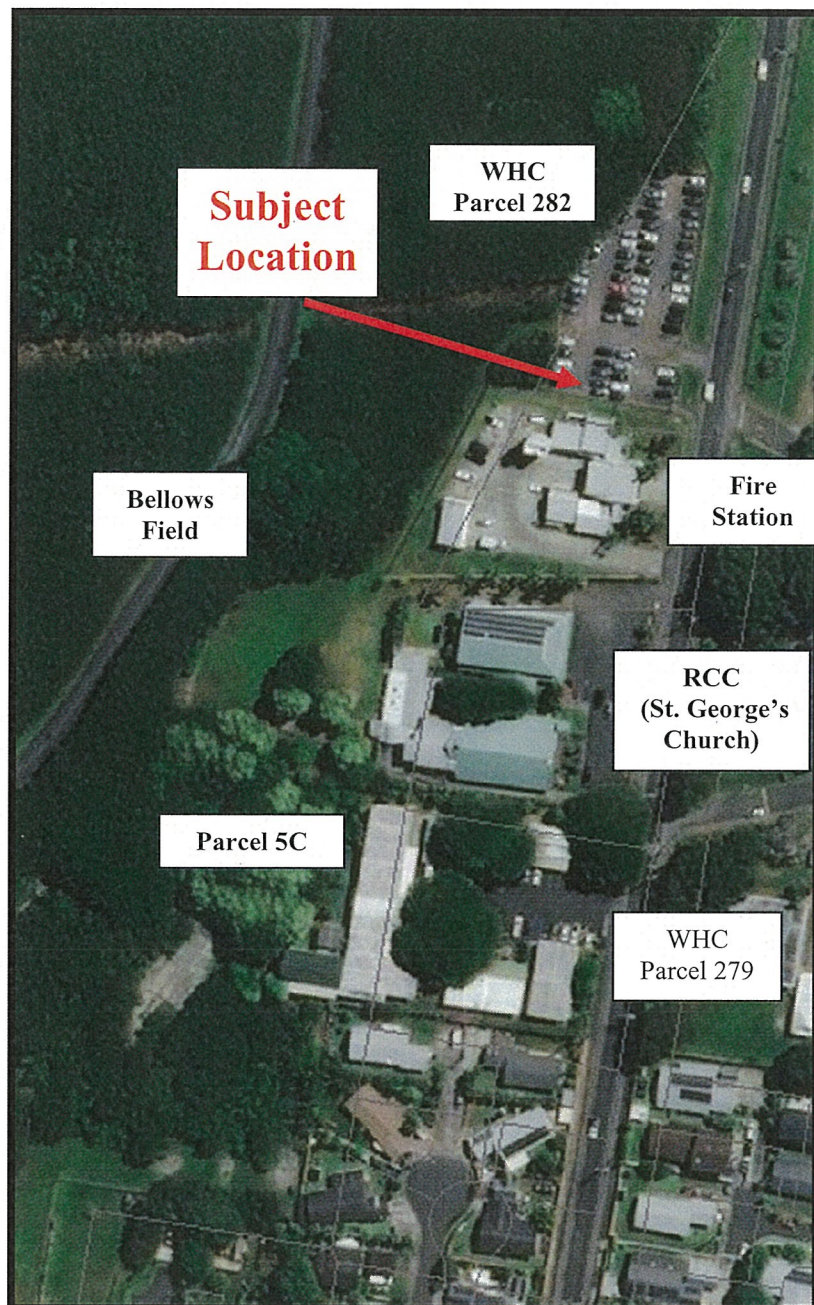 WHC
Parcel 282
Subject
Location
Bellows
Field
Fire
Station
RCC
(St. George's
Church)
Parcel 5C
WHC
Parcel 279